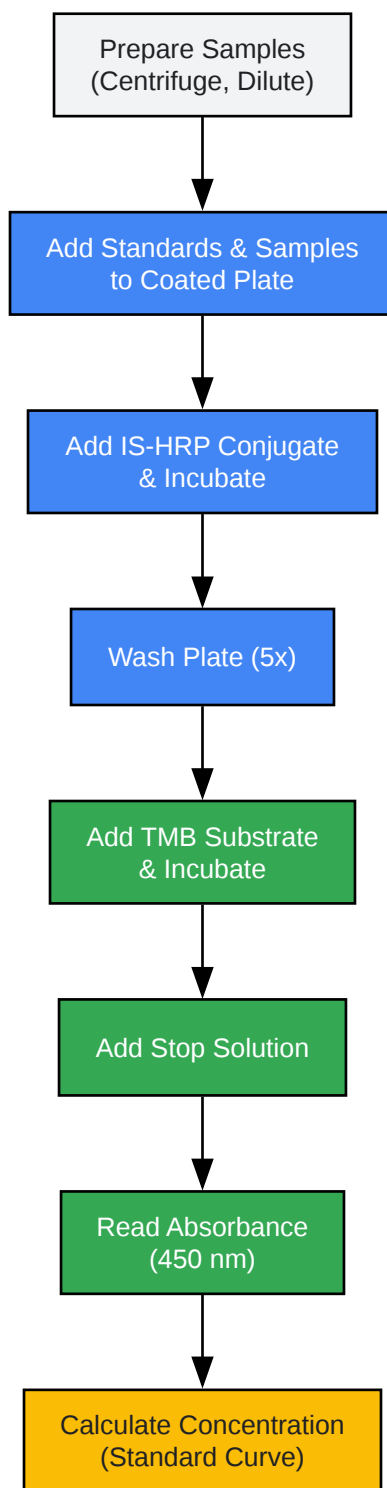 Prepare Samples
(Centrifuge, Dilute)
Add Standards & Samples
to Coated Plate
Add IS-HRP Conjugate
& Incubate
Wash Plate (5x)
Add TMB Substrate
& Incubate
Add Stop Solution
Read Absorbance
(450 nm)
Calculate Concentration
(Standard Curve)